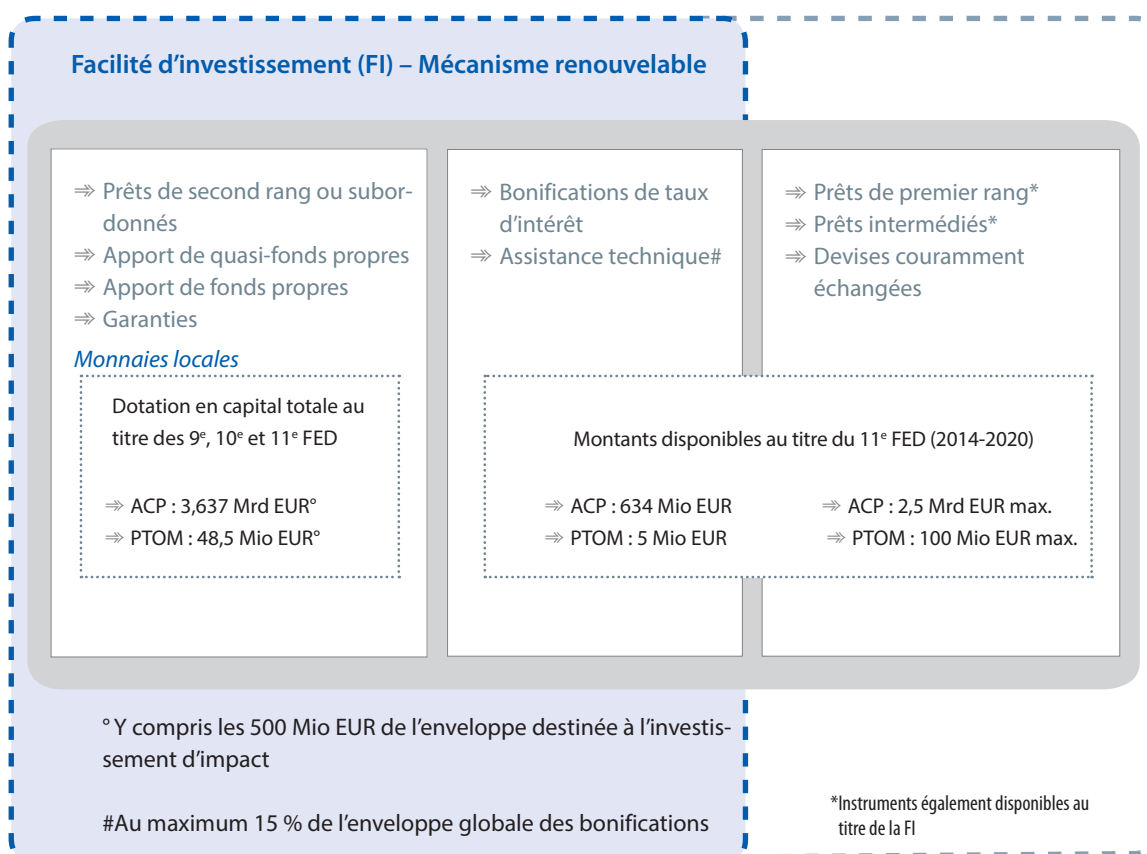 Facilité d’investissement (FI) – Mécanisme renouvelable
⇒ Prêts de second rang ou subor-
donnés
⇒ Apport de quasi-fonds propres
⇒ Apport de fonds propres
⇒ Garanties
Monnaies locales
Dotation en capital totale au
titre des 9e, 10e et 11e FED
⇒ ACP : 3,637 Mrd EUR°
⇒ PTOM : 48,5 Mio EUR°
⇒ Bonifications de taux
d’intérêt
⇒ Assistance technique#
⇒ Prêts de premier rang*
⇒ Prêts intermédiés*
⇒ Devises couramment
échangées
Montants disponibles au titre du 11e FED (2014-2020)
⇒ ACP : 634 Mio EUR
⇒ PTOM : 5 Mio EUR
⇒ ACP : 2,5 Mrd EUR max.
⇒ PTOM : 100 Mio EUR max.
° Y compris les 500 Mio EUR de l’enveloppe destinée à l’investis-
sement d’impact
#Au maximum 15 % de l’enveloppe globale des bonifications
*Instruments également disponibles au
titre de la FI